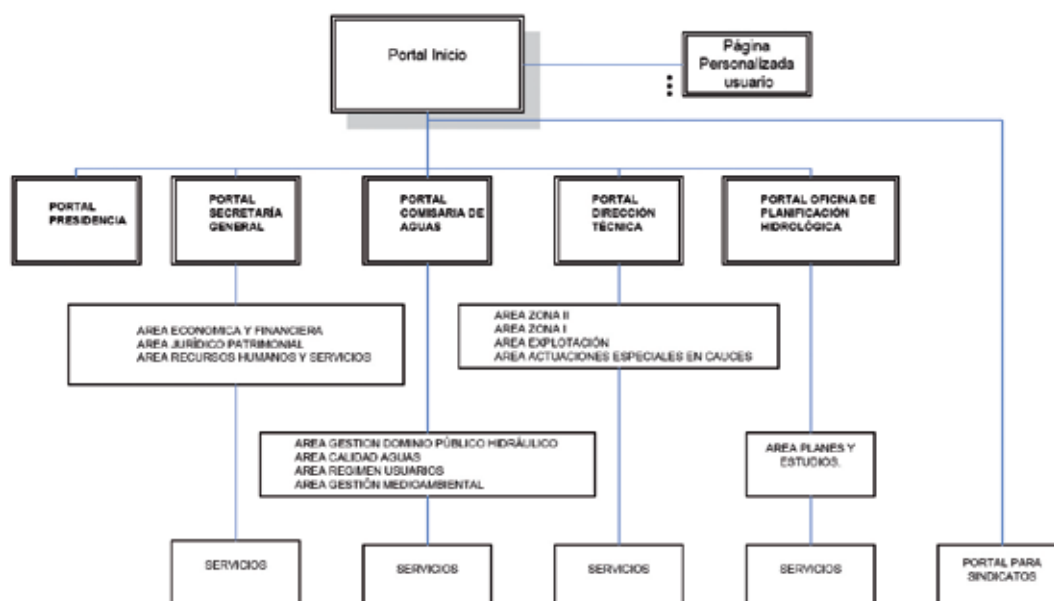 Portal Inicio
Página
Personalizada
usuario
PORTAL
PRESIDENCIA
PORTAL
SECRETARÍA
GENERAL
PORTAL
COMISARIA DE
AGUAS
PORTAL
DIRECCIÓN
TÉCNICA
PORTAL OFICINA DE
PLANIFICACIÓN
HIDROLÓGICA
AREA ECONOMICA Y FINANCIERA
AREA JURÍDICO PATRIMONIAL
AREA RECURSOS HUMANOS Y SERVICIOS
AREA ZONA II
AREA ZONA I
AREA EXPLOTACIÓN
AREA ACTUACIONES ESPECIALES EN CAUCES
AREA GESTION DOMINIO PÚBLICO HIDRÁULICO
AREA CALIDAD AGUAS
AREA REGIMEN USUARIOS
AREA GESTIÓN MEDIOAMBIENTAL
AREA PLANES Y
ESTUDIOS.
SERVICIOS
SERVICIOS
SERVICIOS
SERVICIOS
PORTAL PARA
SINDICATOS